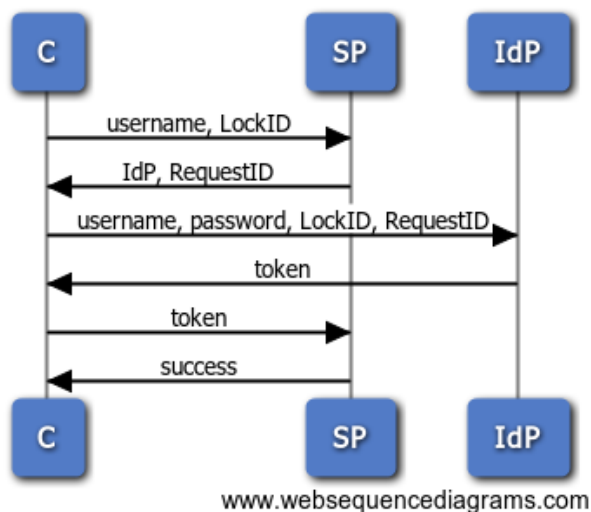 C SP IdP
username, LockID
IdP, RequestID
username, password, LockID, RequestID
token
token
success
C SP IdP
www.websequencediagrams.com